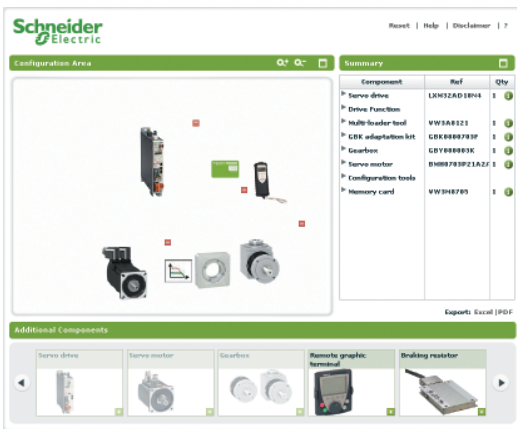 Schneider
Electric
Reset | Help | Disclaimer | ?
Configuration Area
Summary
Component Ref Qty
Servo drive LXM32AD18N4 1
Drive Function
Multi-loader tool VW3A8121 1
GBK adaptation kit 1
Gearbox 1
Servo motor 1
Configuration tools
Memory card VW3M8705 1
Export: Excel |PDF
Additional Components
Servo drive
Servo motor
Gearbox
Remote graphic
terminal
Braking resistor